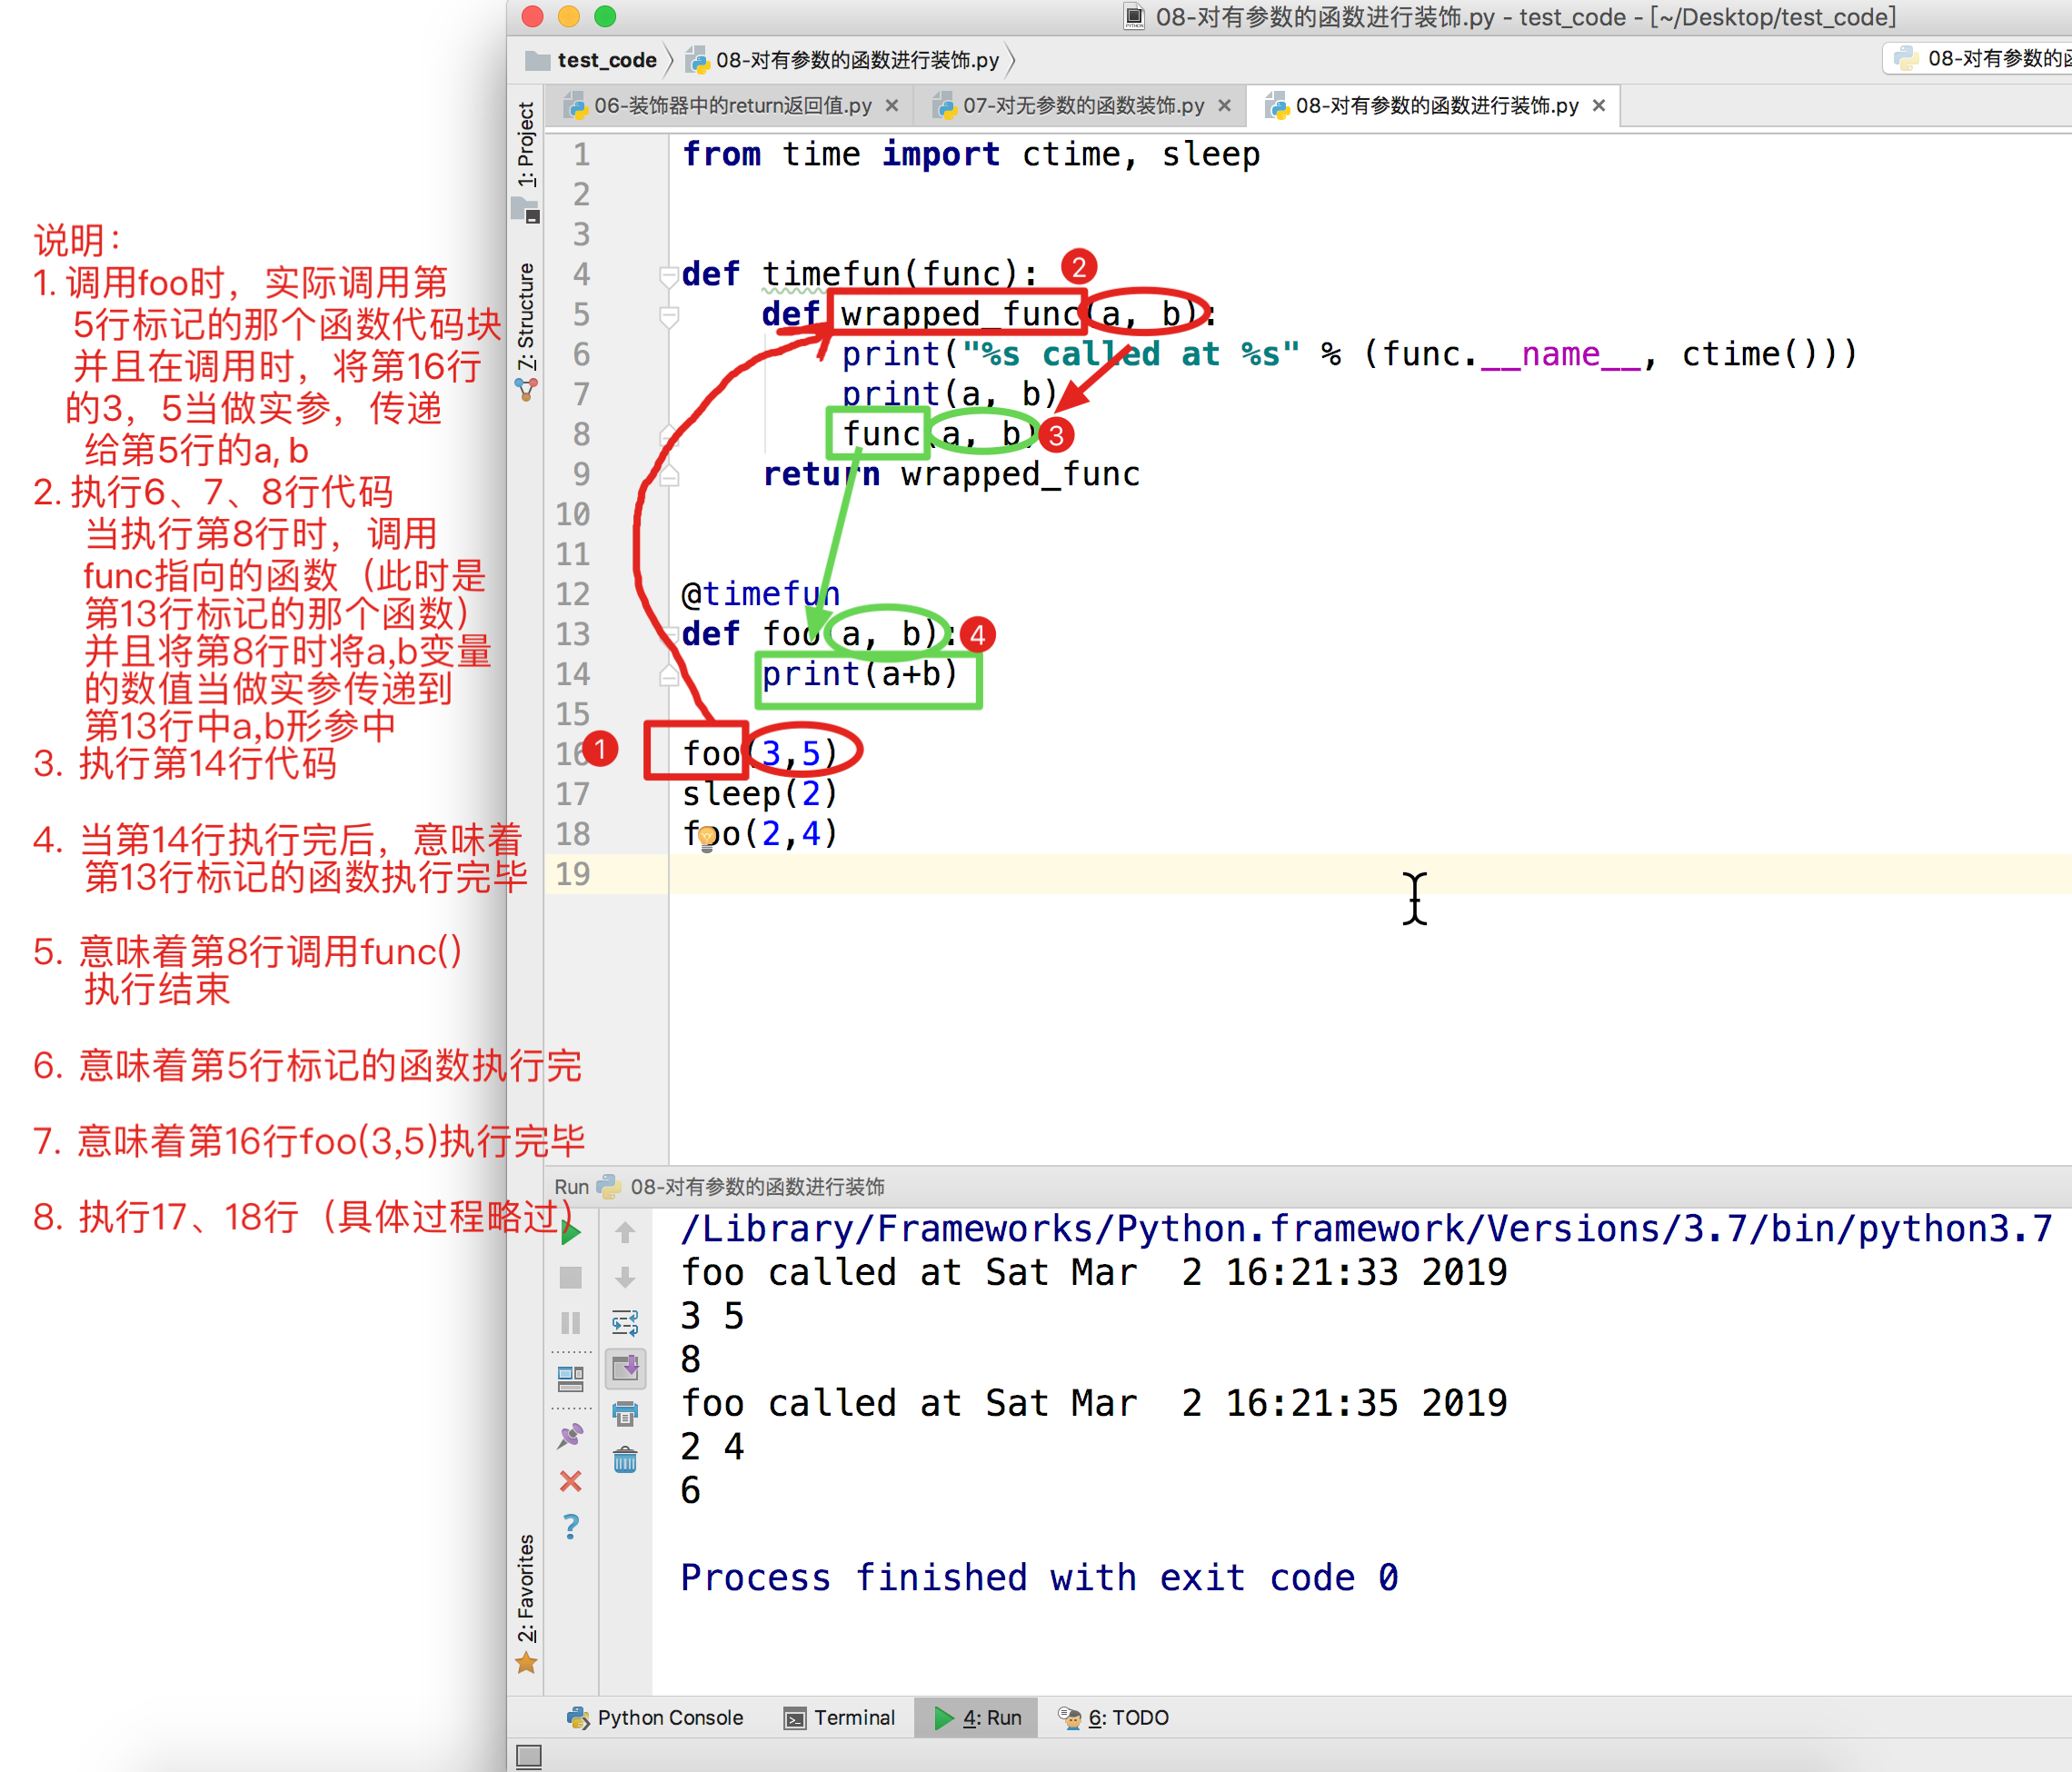 08-对有参数的函数进行装饰.py - test_code - [~/Desktop/test_code]
test_code
08-对有参数的函数进行装饰.py
08-对有参数的函
06-装饰器中的return返回值.py
07-对无参数的函数装饰.py
08-对有参数的函数进行装饰.py
1: Project
7: Structure
2: Favorites
说明：
1. 调用foo时，实际调用第
5行标记的那个函数代码块
并且在调用时，将第16行
的3，5当做实参，传递
给第5行的a, b
2. 执行6、7、8行代码
当执行第8行时，调用
func指向的函数（此时是
第13行标记的那个函数）
并且将第8行时将a,b变量
的数值当做实参传递到
第13行中a,b形参中
3. 执行第14行代码
4. 当第14行执行完后，意味着
第13行标记的函数执行完毕
5. 意味着第8行调用func()
执行结束
6. 意味着第5行标记的函数执行完
7. 意味着第16行foo(3,5)执行完毕
8. 执行17、18行（具体过程略过）
1 from time import ctime, sleep
2
3
4 def timefun(func): 2
5 def wrapped_func(a, b):
6 print("%s called at %s" % (func.__name__, ctime()))
7 print(a, b)
8 func(a, b) 3
9 return wrapped_func
10
11
12 @timefun
13 def foo(a, b): 4
14 print(a+b)
15
16 1 foo(3,5)
17 sleep(2)
18 foo(2,4)
19
Run 08-对有参数的函数进行装饰
/Library/Frameworks/Python.framework/Versions/3.7/bin/python3.7
foo called at Sat Mar  2 16:21:33 2019
3 5
8
foo called at Sat Mar  2 16:21:35 2019
2 4
6
Process finished with exit code 0
Python Console
Terminal
4: Run
6: TODO